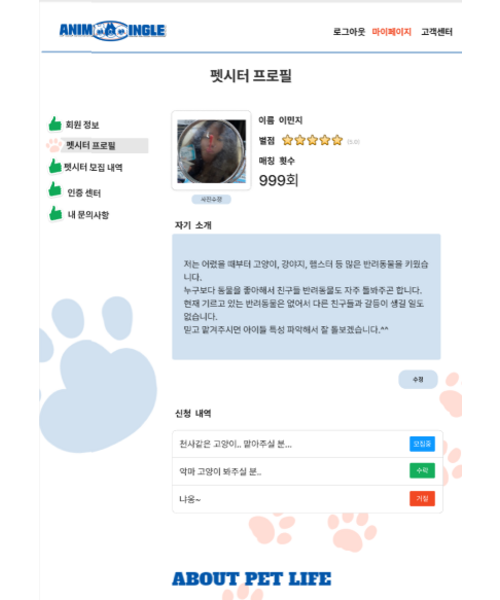 ANIM INGLE
로그아웃 마이페이지 고객센터
펫시터 프로필
회원 정보
펫시터 프로필
펫시터 모집 내역
인증 센터
내 문의사항
이름 이민지
별점 (5.0)
매칭 횟수
999회
사진수정
자기 소개
저는 어렸을 때부터 고양이, 강아지, 햄스터 등 많은 반려동물을 키웠습
니다.
누구보다 동물을 좋아해서 친구들 반려동물도 자주 돌봐주곤 합니다.
현재 기르고 있는 반려동물은 없어서 다른 친구들과 갈등이 생길 일도
없습니다.
믿고 맡겨주시면 아이들 특성 파악해서 잘 돌보겠습니다.^^
수정
신청 내역
천사같은 고양이.. 맡아주실 분... 모집중
악마 고양이 봐주실 분.. 수락
냐옹~ 거절
ABOUT PET LIFE